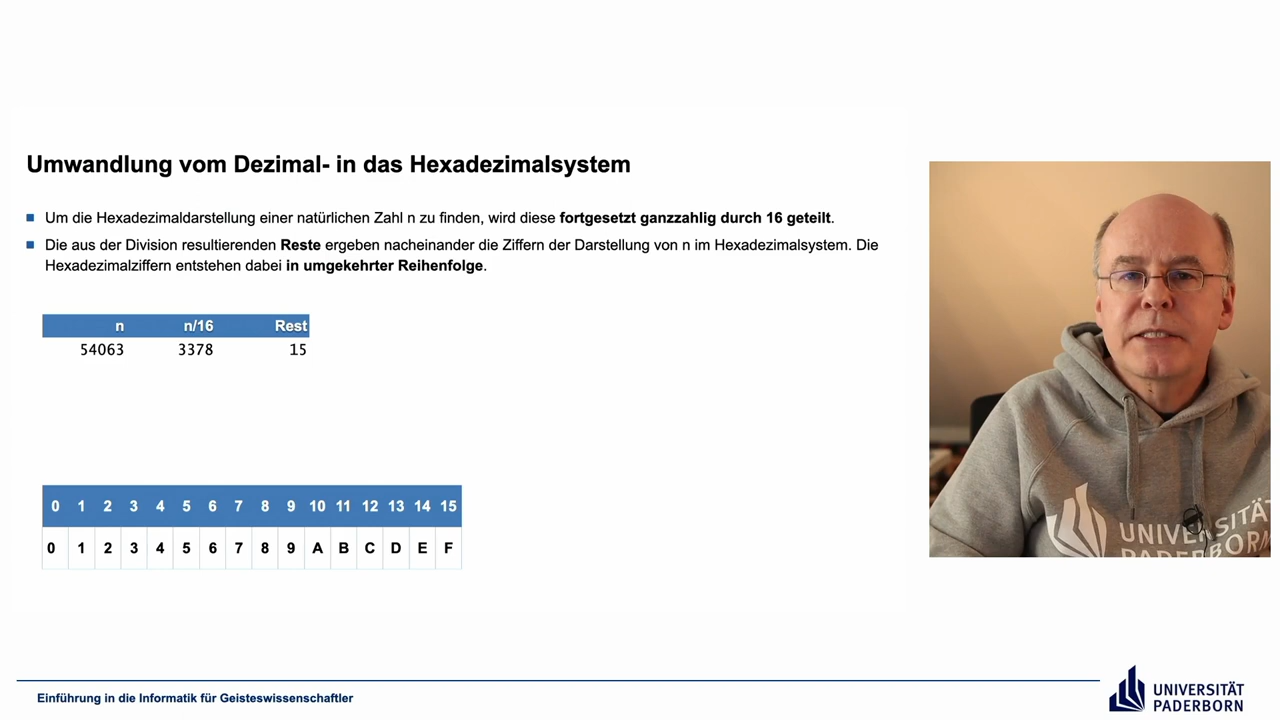 Umwandlung vom Dezimal- in das Hexadezimalsystem
Um die Hexadezimaldarstellung einer natürlichen Zahl n zu finden, wird diese fortgesetzt ganzzahlig durch 16 geteilt.
Die aus der Division resultierenden Reste ergeben nacheinander die Ziffern der Darstellung von n im Hexadezimalsystem. Die
Hexadezimalziffern entstehen dabei in umgekehrter Reihenfolge.
n n/16 Rest
54063 3378 15
0 1 2 3 4 5 6 7 8 9 10 11 12 13 14 15
0 1 2 3 4 5 6 7 8 9 A B C D E F
UNIVERSITÄT
PADERBORN
Einführung in die Informatik für Geisteswissenschaftler
UNIVERSITÄT
PADERBORN